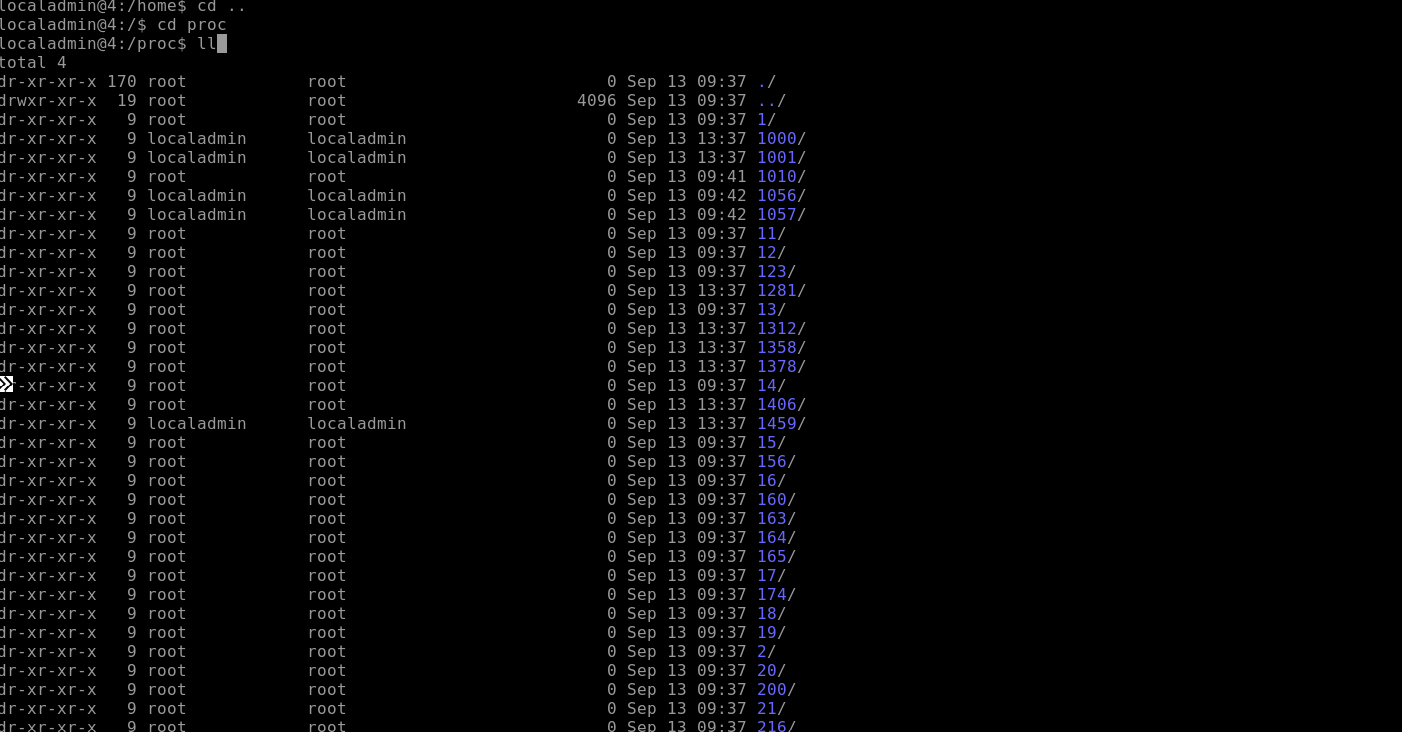 localadmin@4:/home$ cd ..
localadmin@4:/$ cd proc
localadmin@4:/proc$ ll
total 4
dr-xr-xr-x 170 root            root                          0 Sep 13 09:37 ./
drwxr-xr-x  19 root            root                       4096 Sep 13 09:37 ../
dr-xr-xr-x   9 root            root                          0 Sep 13 09:37 1/
dr-xr-xr-x   9 localadmin      localadmin                    0 Sep 13 13:37 1000/
dr-xr-xr-x   9 localadmin      localadmin                    0 Sep 13 13:37 1001/
dr-xr-xr-x   9 root            root                          0 Sep 13 09:41 1010/
dr-xr-xr-x   9 localadmin      localadmin                    0 Sep 13 09:42 1056/
dr-xr-xr-x   9 localadmin      localadmin                    0 Sep 13 09:42 1057/
dr-xr-xr-x   9 root            root                          0 Sep 13 09:37 11/
dr-xr-xr-x   9 root            root                          0 Sep 13 09:37 12/
dr-xr-xr-x   9 root            root                          0 Sep 13 09:37 123/
dr-xr-xr-x   9 root            root                          0 Sep 13 13:37 1281/
dr-xr-xr-x   9 root            root                          0 Sep 13 09:37 13/
dr-xr-xr-x   9 root            root                          0 Sep 13 13:37 1312/
dr-xr-xr-x   9 root            root                          0 Sep 13 13:37 1358/
dr-xr-xr-x   9 root            root                          0 Sep 13 13:37 1378/
r-xr-xr-x   9 root            root                          0 Sep 13 09:37 14/
dr-xr-xr-x   9 root            root                          0 Sep 13 13:37 1406/
dr-xr-xr-x   9 localadmin      localadmin                    0 Sep 13 13:37 1459/
dr-xr-xr-x   9 root            root                          0 Sep 13 09:37 15/
dr-xr-xr-x   9 root            root                          0 Sep 13 09:37 156/
dr-xr-xr-x   9 root            root                          0 Sep 13 09:37 16/
dr-xr-xr-x   9 root            root                          0 Sep 13 09:37 160/
dr-xr-xr-x   9 root            root                          0 Sep 13 09:37 163/
dr-xr-xr-x   9 root            root                          0 Sep 13 09:37 164/
dr-xr-xr-x   9 root            root                          0 Sep 13 09:37 165/
dr-xr-xr-x   9 root            root                          0 Sep 13 09:37 17/
dr-xr-xr-x   9 root            root                          0 Sep 13 09:37 174/
dr-xr-xr-x   9 root            root                          0 Sep 13 09:37 18/
dr-xr-xr-x   9 root            root                          0 Sep 13 09:37 19/
dr-xr-xr-x   9 root            root                          0 Sep 13 09:37 2/
dr-xr-xr-x   9 root            root                          0 Sep 13 09:37 20/
dr-xr-xr-x   9 root            root                          0 Sep 13 09:37 200/
dr-xr-xr-x   9 root            root                          0 Sep 13 09:37 21/
dr-xr-xr-x   9 root            root                          0 Sep 13 09:37 216/